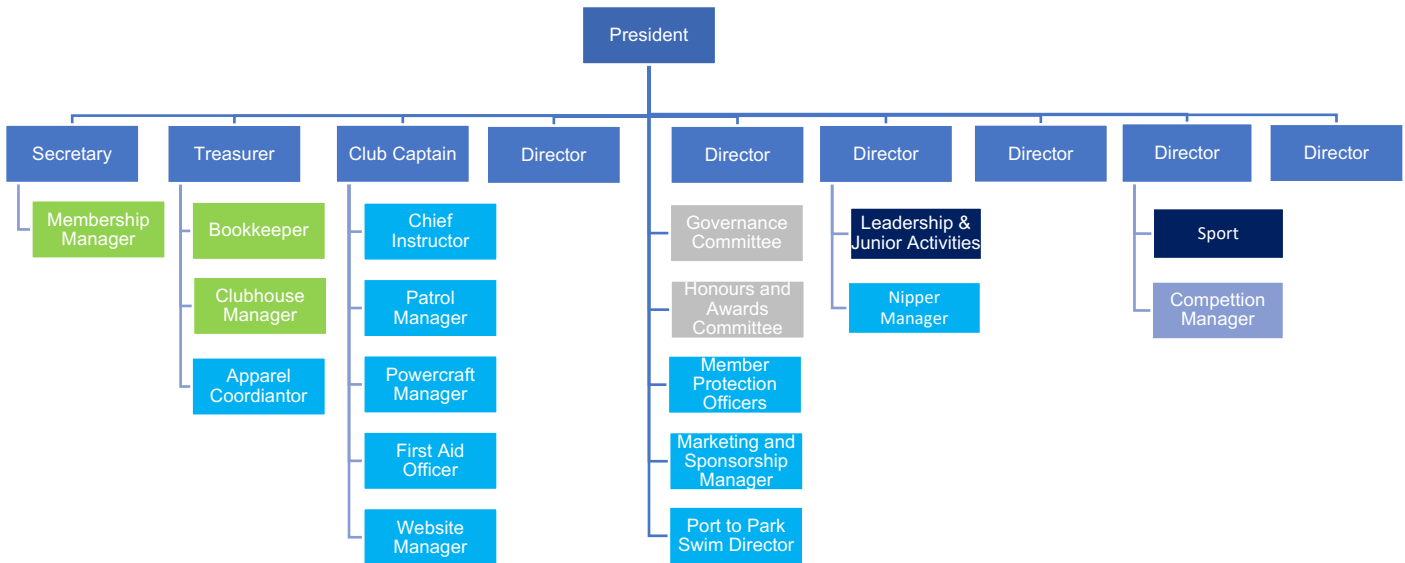 President
Secretary
Treasurer
Club Captain
Director
Director
Director
Director
Director
Director
Membership
Manager
Bookkeeper
Clubhouse
Manager
Apparel
Coordiantor
Chief
Instructor
Patrol
Manager
Powercraft
Manager
First Aid
Officer
Website
Manager
Governance
Committee
Honours and
Awards
Committee
Member
Protection
Officers
Marketing and
Sponsorship
Manager
Port to Park
Swim Director
Leadership &
Junior Activities
Nipper
Manager
Sport
Compettion
Manager